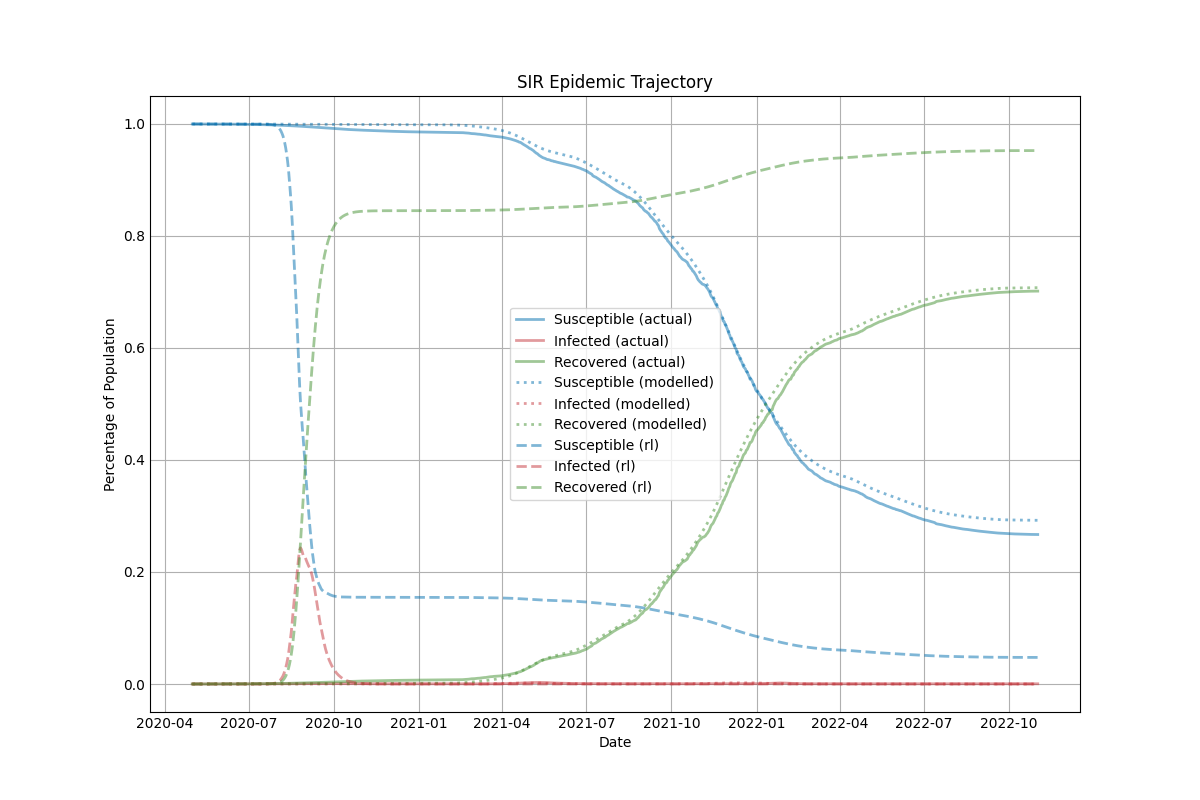 SIR Epidemic Trajectory
Percentage of Population
1.0
0.8
0.6
0.4
0.2
0.0
Susceptible (actual)
Infected (actual)
Recovered (actual)
Susceptible (modelled)
Infected (modelled)
Recovered (modelled)
Susceptible (rl)
Infected (rl)
Recovered (rl)
2020-04 2020-07 2020-10 2021-01 2021-04 2021-07 2021-10 2022-01 2022-04 2022-07 2022-10
Date